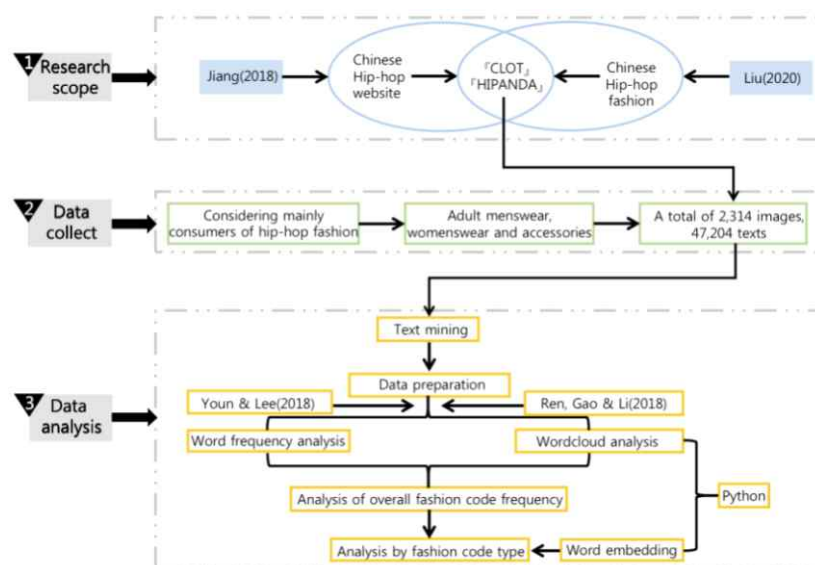 1
Research
scope
Jiang(2018)
Chinese
Hip-hop
website
『CLOT』
『HIPANDA』
Chinese
Hip-hop
fashion
Liu(2020)
2
Data
collect
Considering mainly
consumers of hip-hop fashion
Adult menswear,
womenswear and accessories
A total of 2,314 images,
47,204 texts
3
Data
analysis
Text mining
Data preparation
Youn & Lee(2018)
Ren, Gao & Li(2018)
Word frequency analysis
Wordcloud analysis
Python
Analysis of overall fashion code frequency
Analysis by fashion code type
Word embedding